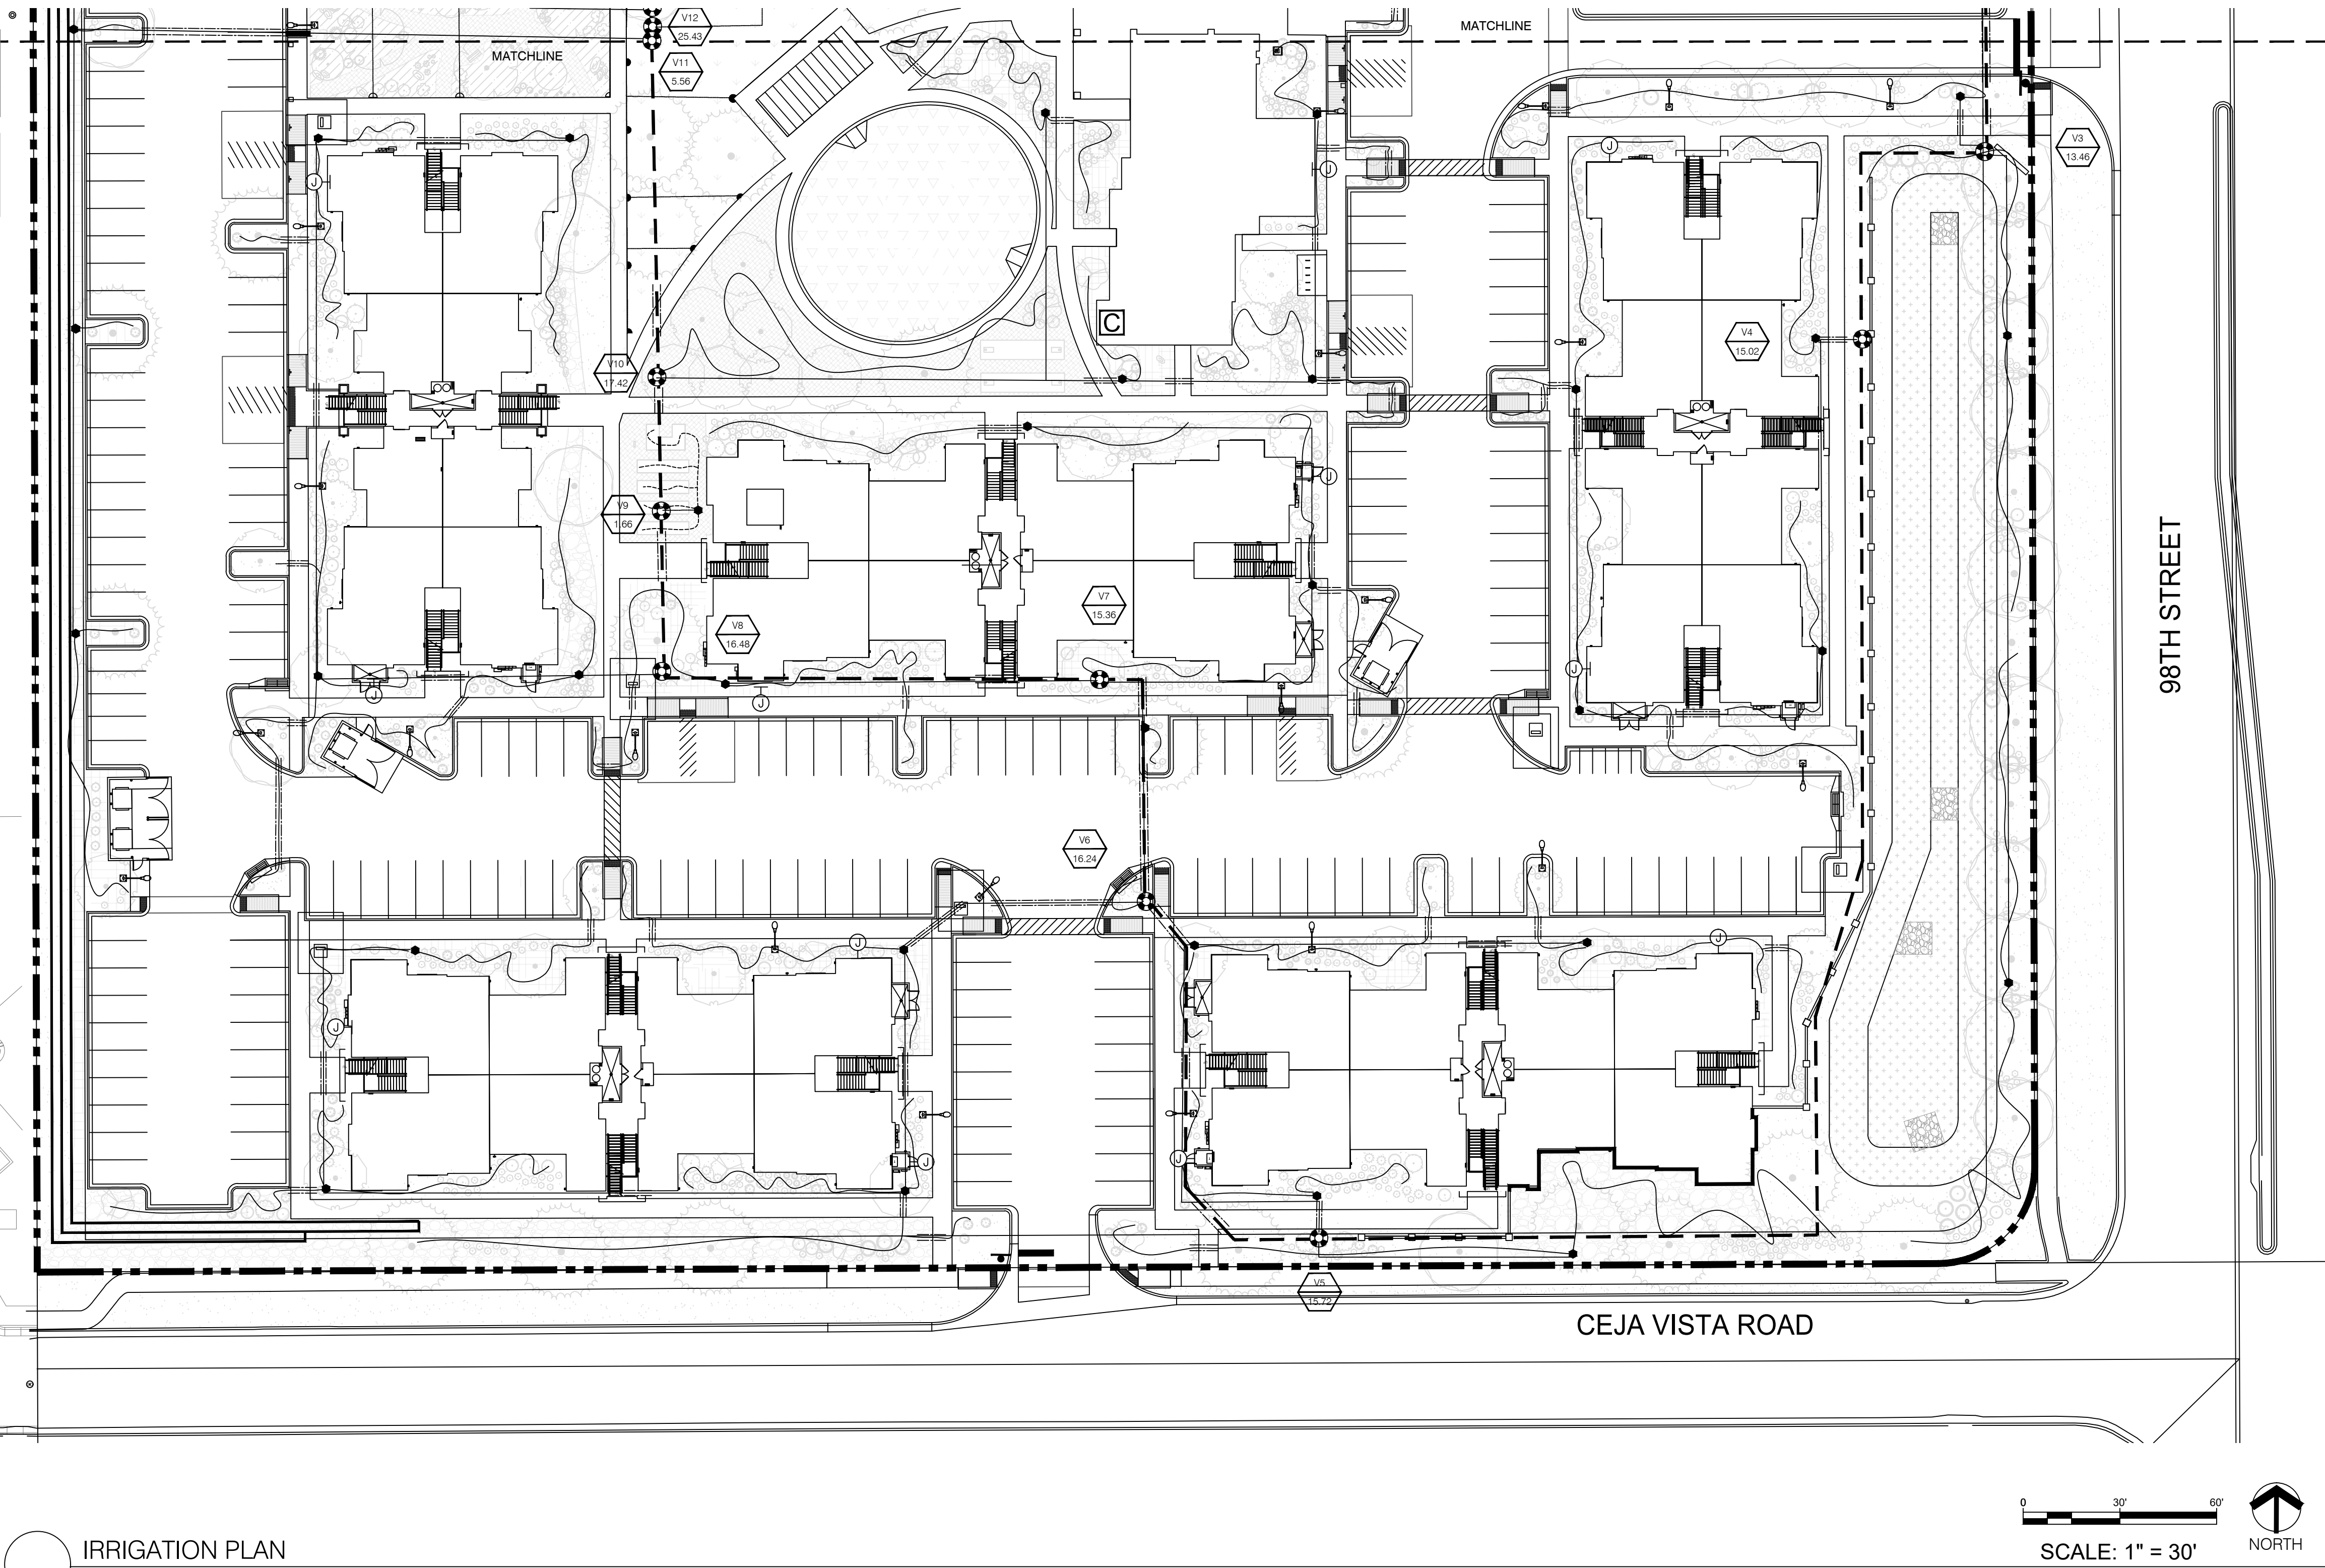 V12
25.43
MATCHLINE
MATCHLINE
V11
5.56
V3
13.46
J
J
J
C
V4
15.02
V10
17.42
J
V9
1.66
98TH STREET
V7
15.36
V8
16.48
J
J
J
V6
16.24
J
J
J
J
J
V5
15.72
CEJA VISTA ROAD
0 30' 60'
IRRIGATION PLAN
SCALE: 1" = 30'
NORTH